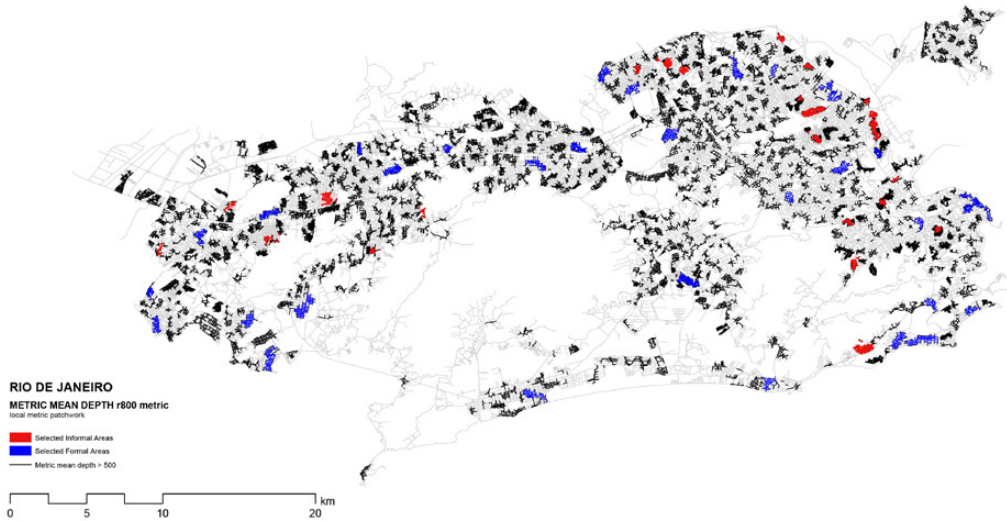 RIO DE JANEIRO
METRIC MEAN DEPTH r800 metric
local metric patchwork
Selected Informal Areas
Selected Formal Areas
Metric mean depth > 500
km
0 5 10 20